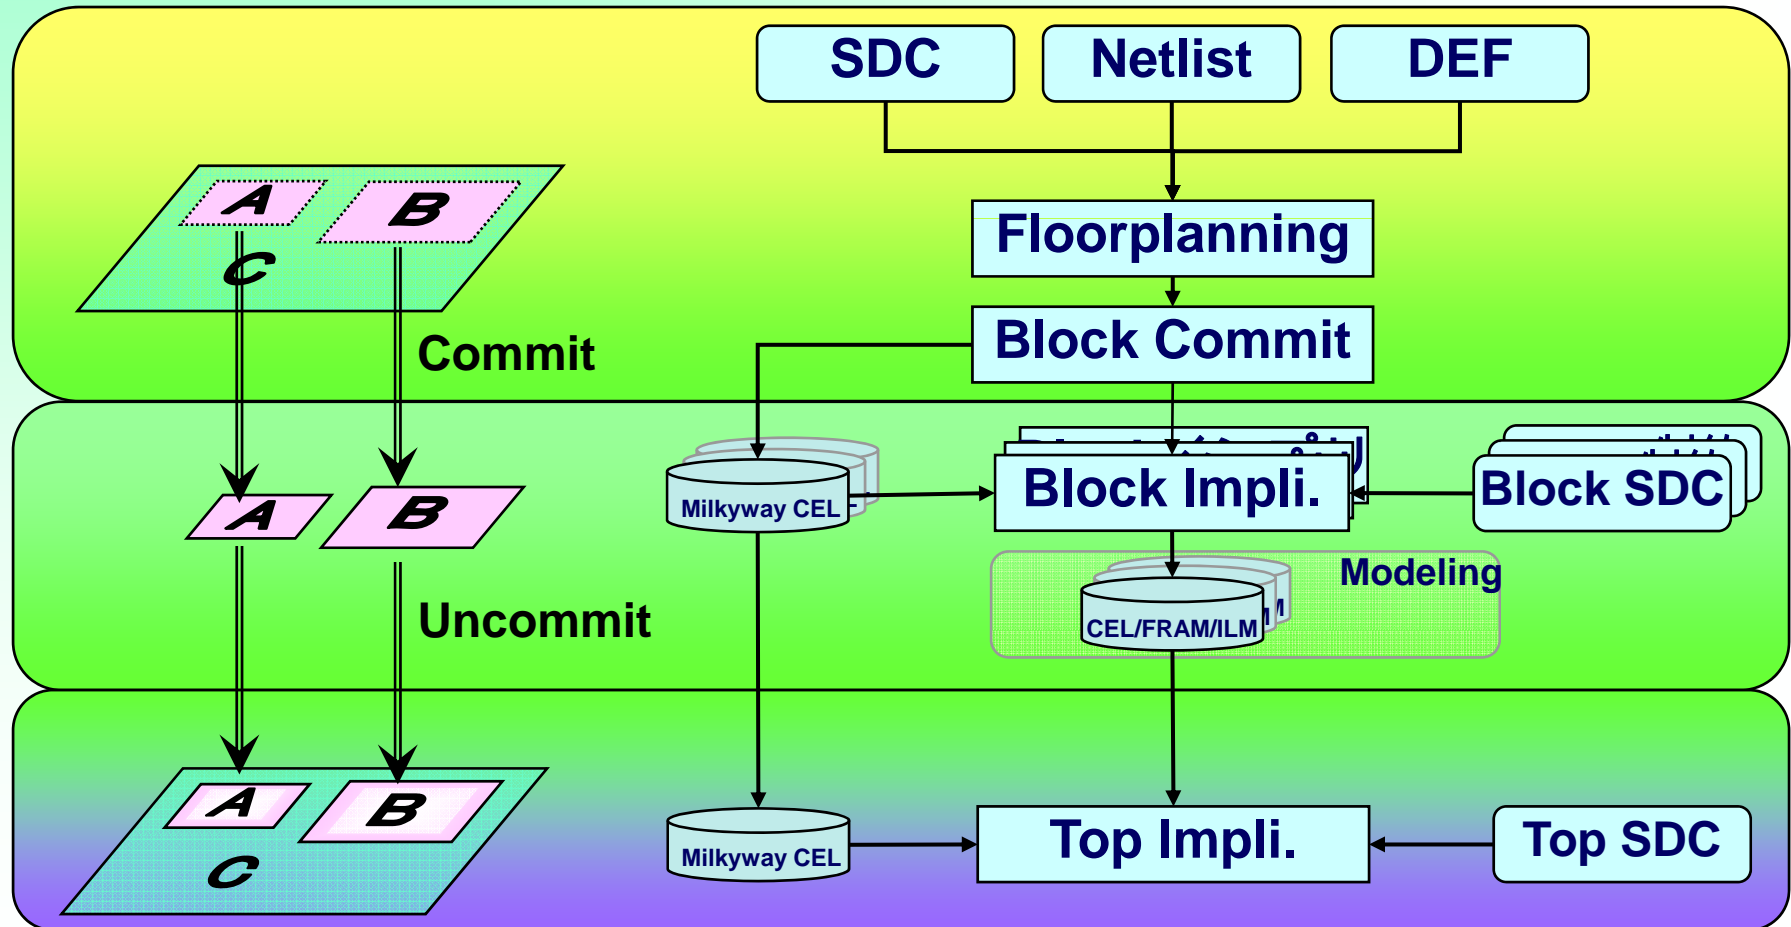 SDC
Netlist
DEF
A
B
C
Floorplanning
Block Commit
Commit
Milkyway CEL
Block Impli.
Block SDC
A
B
Modeling
CEL/FRAM/ILM
Uncommit
A
B
C
Milkyway CEL
Top Impli.
Top SDC